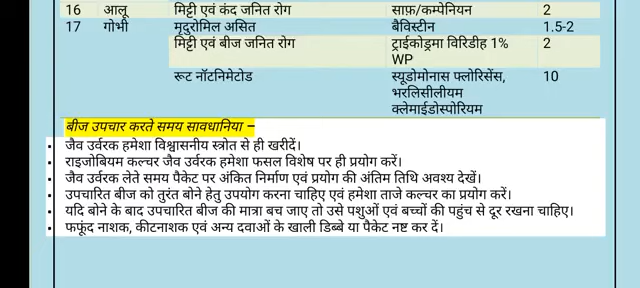 16 आलू मिट्टी एवं कंद जनित रोग साफ़/कम्पेनियन 2
17 गोभी मृदुरोमिल असित बैविस्टीन 1.5-2
मिट्टी एवं बीज जनित रोग ट्राईकोड्रमा विरिडीह 1% 2
WP
रूट नॉटनिमेटोड स्यूडोमोनास फ्लोरिसेंस, 10
भरलिसीलीयम
क्लेमाईडोस्पोरियम
बीज उपचार करते समय सावधानिया –
• जैव उर्वरक हमेशा विश्वासनीय स्त्रोत से ही खरीदें।
• राइजोबियम कल्चर जैव उर्वरक हमेशा फसल विशेष पर ही प्रयोग करें।
• जैव उर्वरक लेते समय पैकेट पर अंकित निर्माण एवं प्रयोग की अंतिम तिथि अवश्य देखें।
• उपचारित बीज को तुरंत बोने हेतु उपयोग करना चाहिए एवं हमेशा ताजे कल्चर का प्रयोग करें।
• यदि बोने के बाद उपचारित बीज की मात्रा बच जाए तो उसे पशुओं एवं बच्चों की पहुंच से दूर रखना चाहिए।
• फफूंद नाशक, कीटनाशक एवं अन्य दवाओं के खाली डिब्बे या पैकेट नष्ट कर दें।